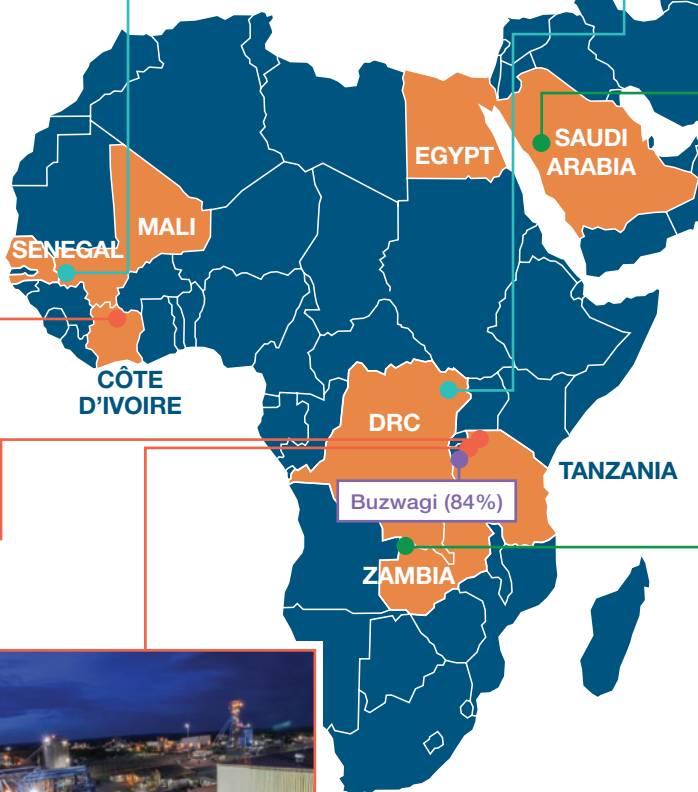 EGYPT
SAUDI
ARABIA
MALI
SENEGAL
CÔTE
D'IVOIRE
DRC
TANZANIA
Buzwagi (84%)
ZAMBIA